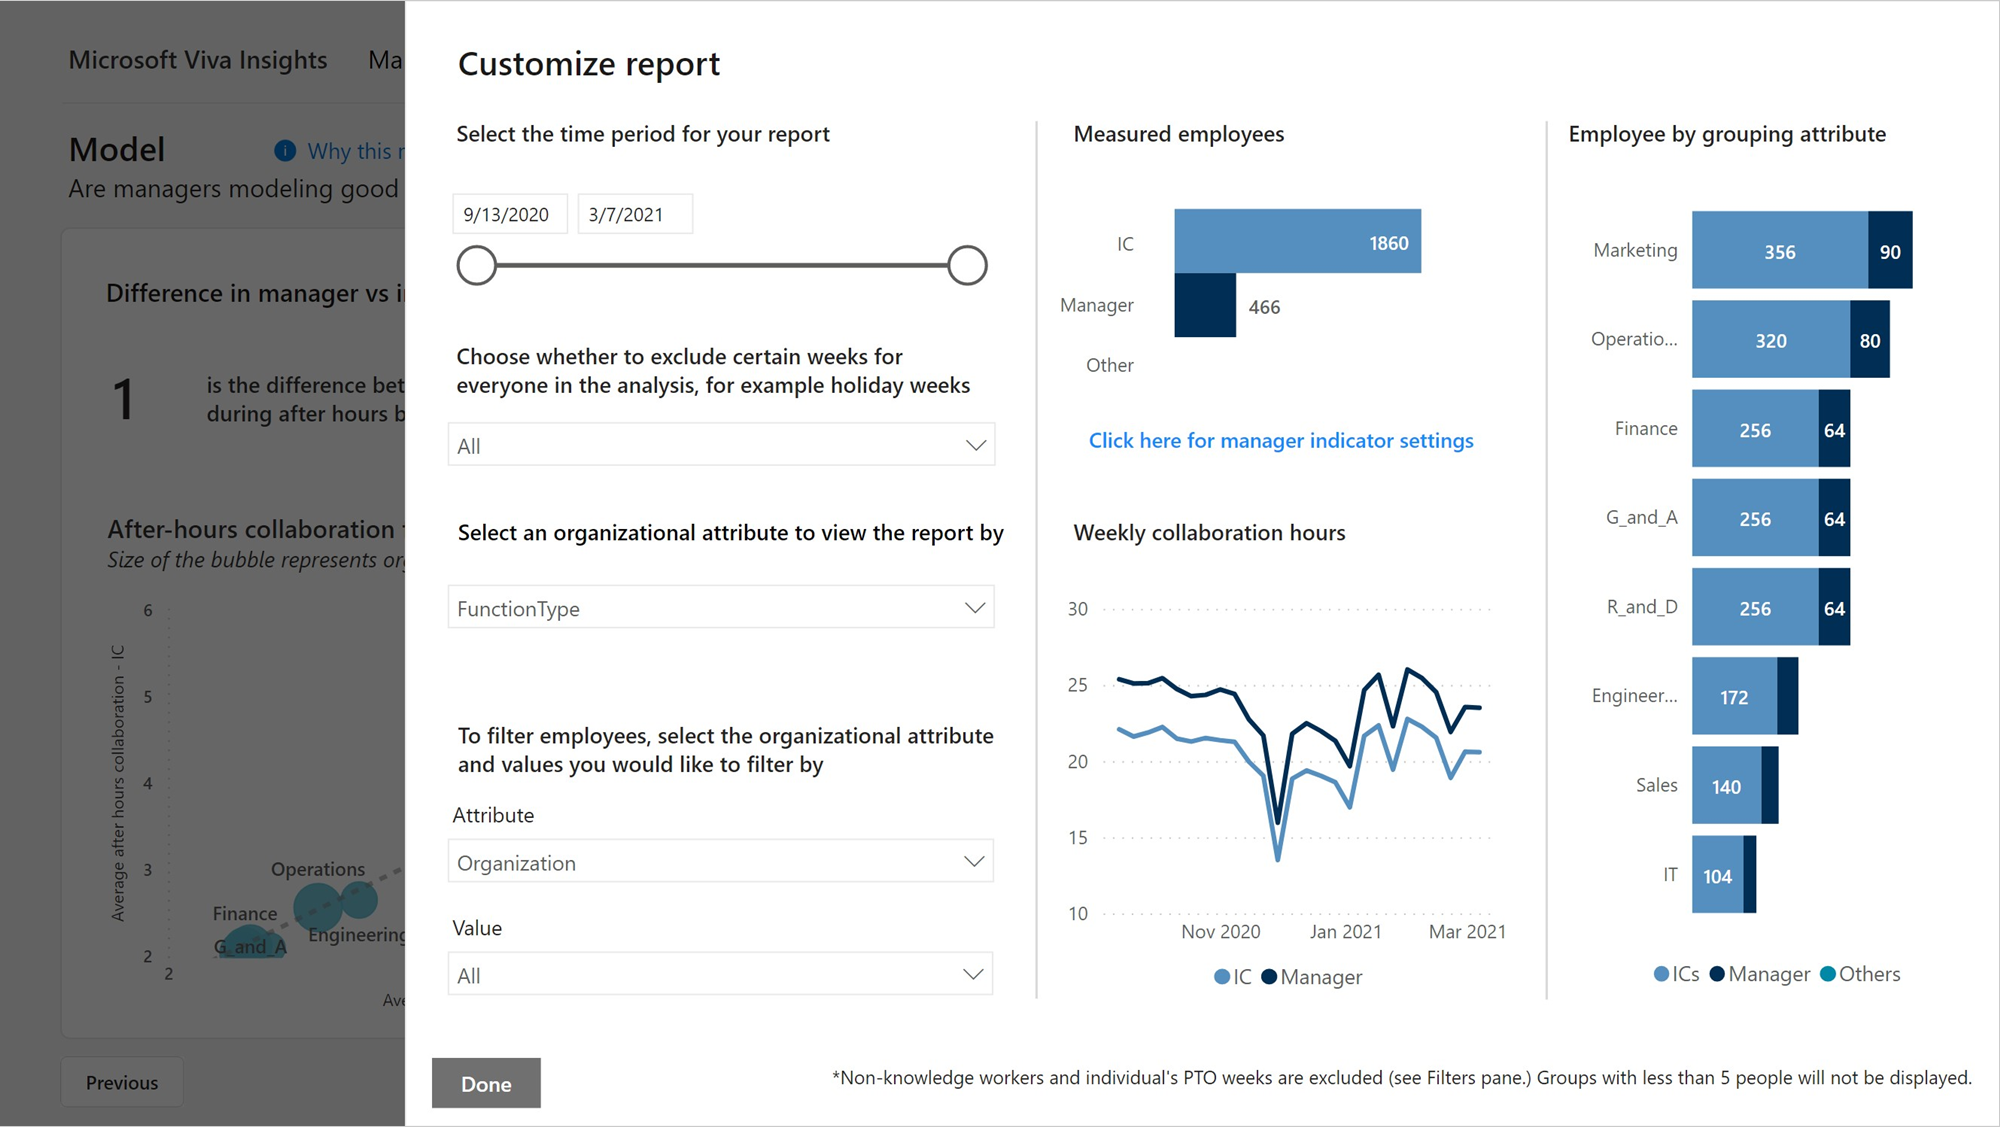 Microsoft Viva Insights
Ma
Model
Why this r
Are managers modeling good
Difference in manager vs i
1
is the difference bet
during after hours b
After-hours collaboration
Size of the bubble represents org
6
5
4
3
2
2
Average after hours collaboration - IC
Operations
Finance
G_and_A
Engineering
Ave
Previous
Customize report
Select the time period for your report
9/13/2020
3/7/2021
Choose whether to exclude certain weeks for
everyone in the analysis, for example holiday weeks
All
Select an organizational attribute to view the report by
FunctionType
To filter employees, select the organizational attribute
and values you would like to filter by
Attribute
Organization
Value
All
Done
Measured employees
IC
1860
Manager
466
Other
Click here for manager indicator settings
Weekly collaboration hours
30
25
20
15
10
Nov 2020
Jan 2021
Mar 2021
IC
Manager
Employee by grouping attribute
Marketing
356
90
Operatio...
320
80
Finance
256
64
G_and_A
256
64
R_and_D
256
64
Engineer...
172
Sales
140
IT
104
ICs
Manager
Others
*Non-knowledge workers and individual's PTO weeks are excluded (see Filters pane.) Groups with less than 5 people will not be displayed.